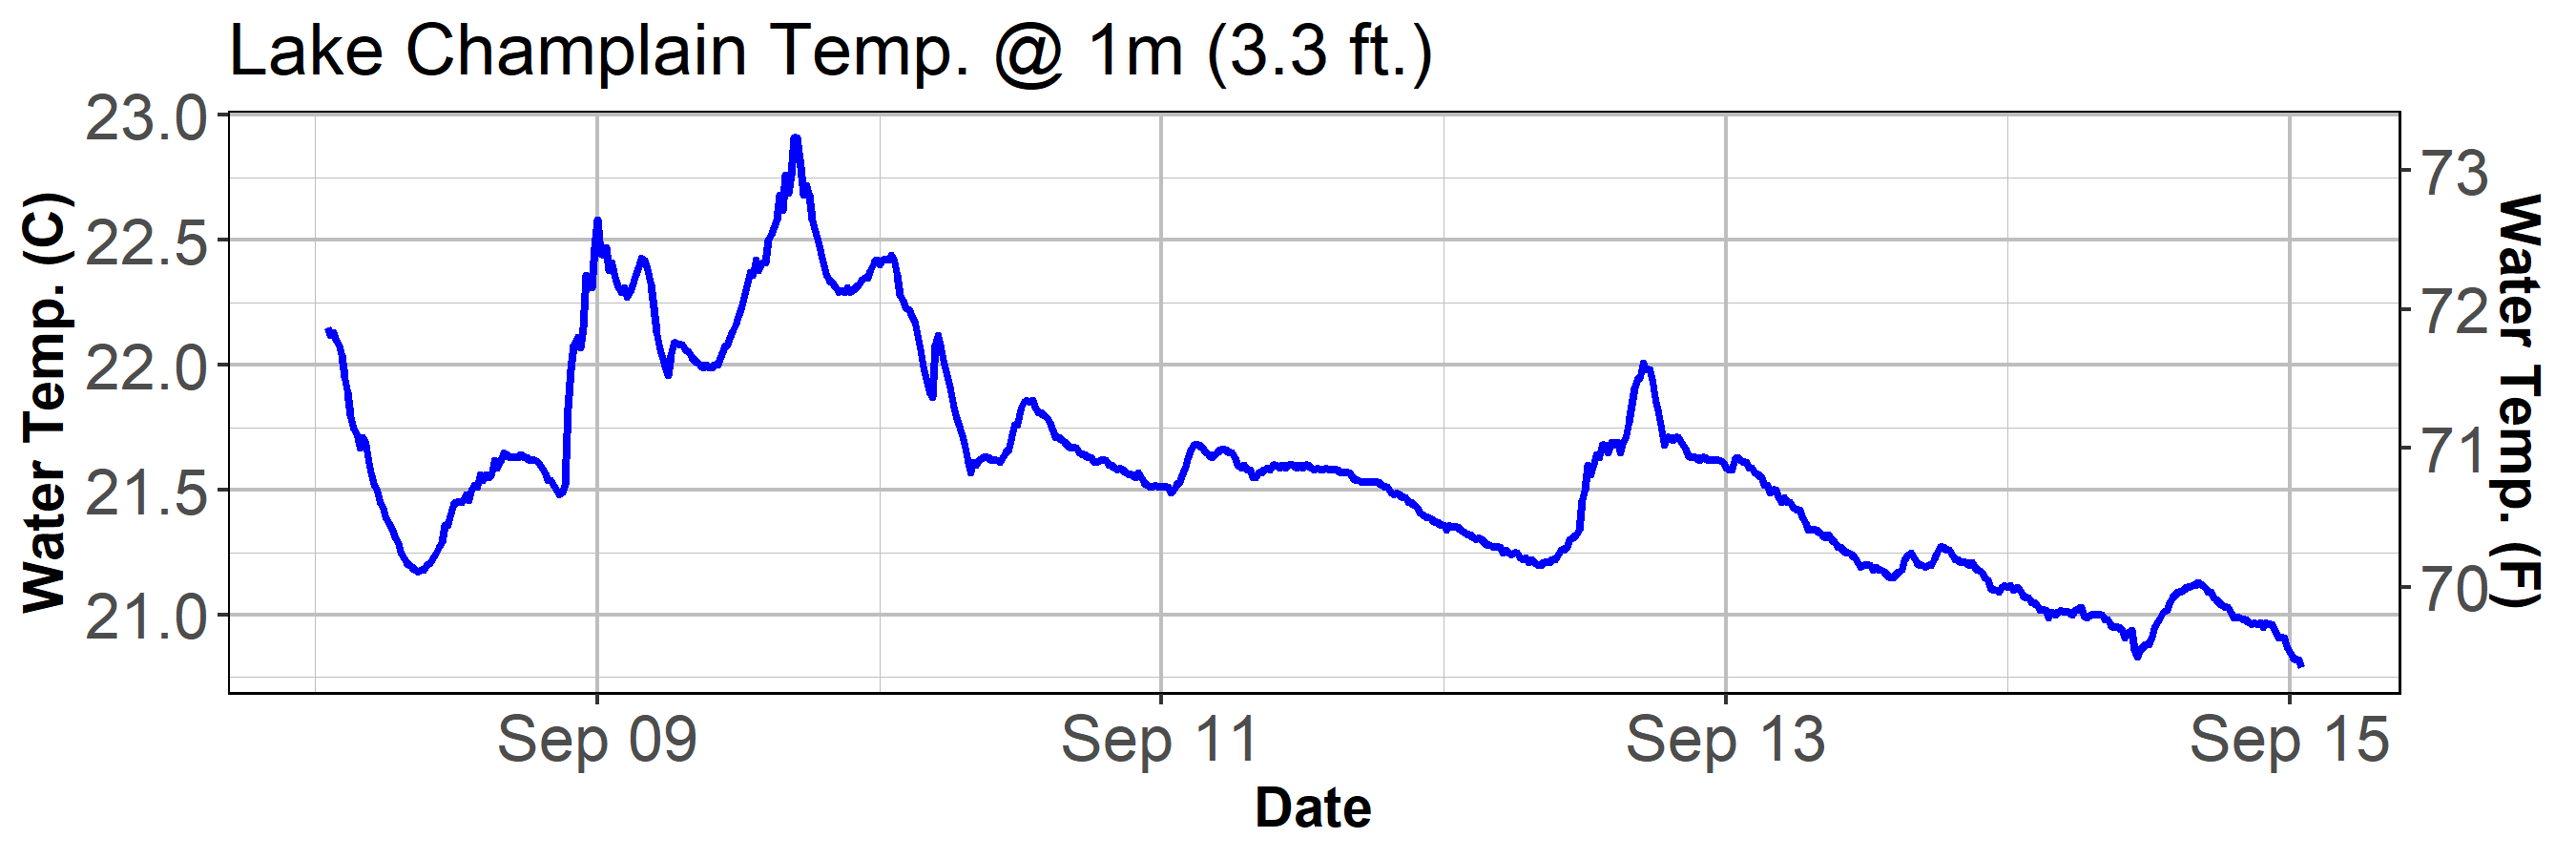 Lake Champlain Temp. @ 1m (3.3 ft.)
Water Temp. (C)
23.0
22.5
22.0
21.5
21.0
73
72
71
70
Water Temp. (F)
Sep 09
Sep 11
Sep 13
Sep 15
Date